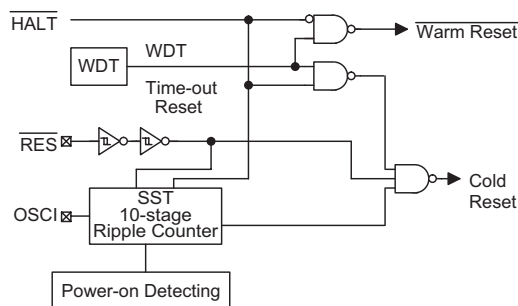 HALT
Warm Reset
WDT
WDT
Time-out
Reset
RES
Cold
Reset
OSCI
SST
10-stage
Ripple Counter
Power-on Detecting